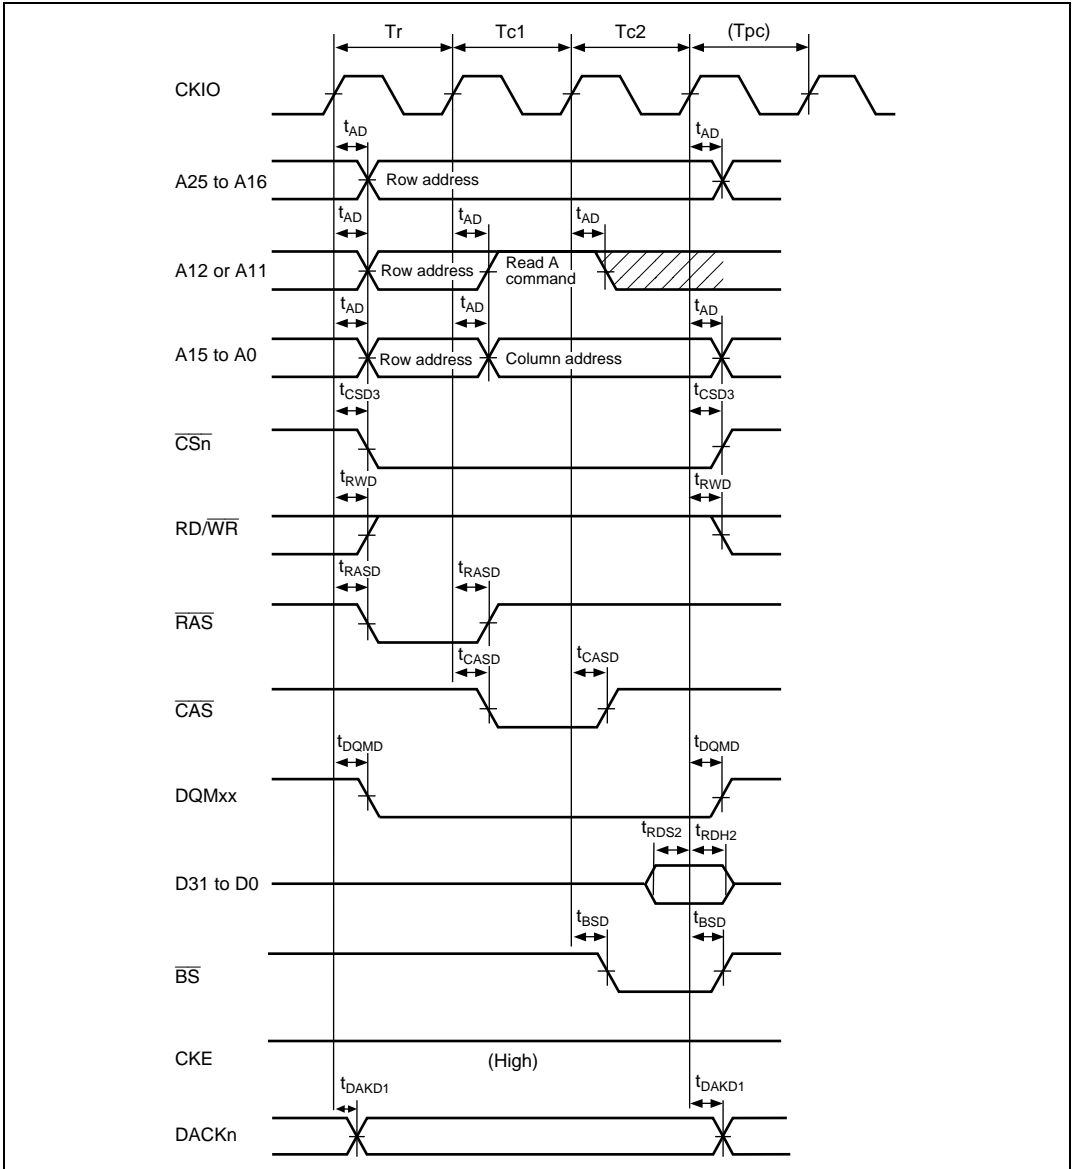 Tr Tc1 Tc2 (Tpc)
CKIO
tAD tAD
A25 to A16 Row address
tAD tAD tAD
A12 or A11 Row address Read A command
tAD tAD tAD
A15 to A0 Row address Column address
tCSD3 tCSD3
CSn
tRWD tRWD
RD/WR
tRASD tRASD
RAS
tCASD tCASD
CAS
tDQMD tDQMD
DQMxx
tRDS2 tRDH2
D31 to D0
tBSD tBSD
BS
CKE (High)
tDAKD1 tDAKD1
DACKn